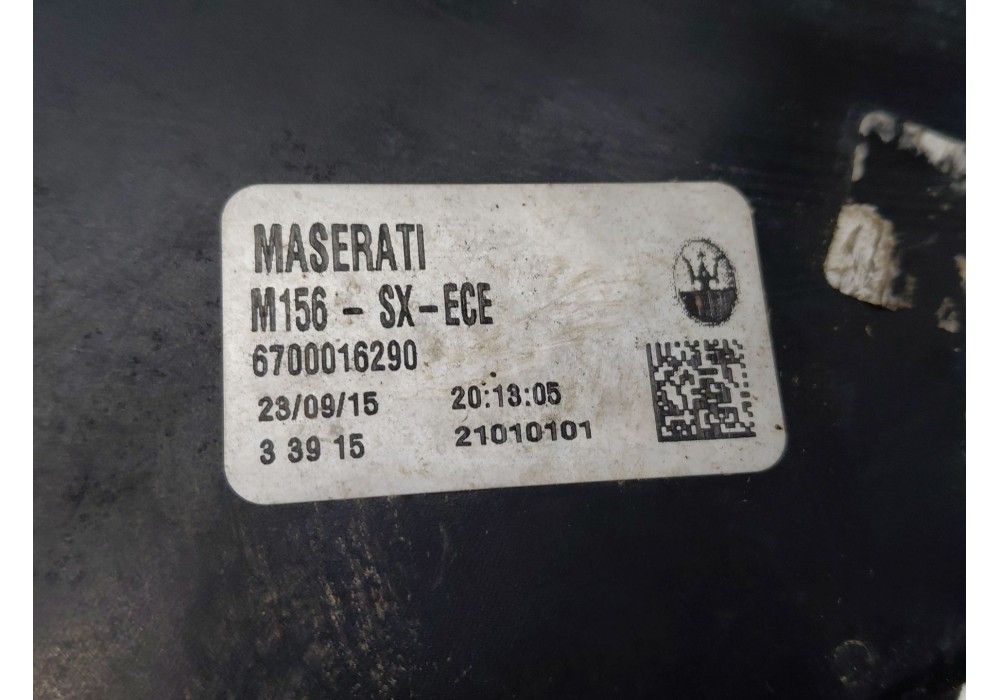 MASERATI
M156 - SX-ECE
6700016290
23/09/15 20:13:05
3 39 15 21010101